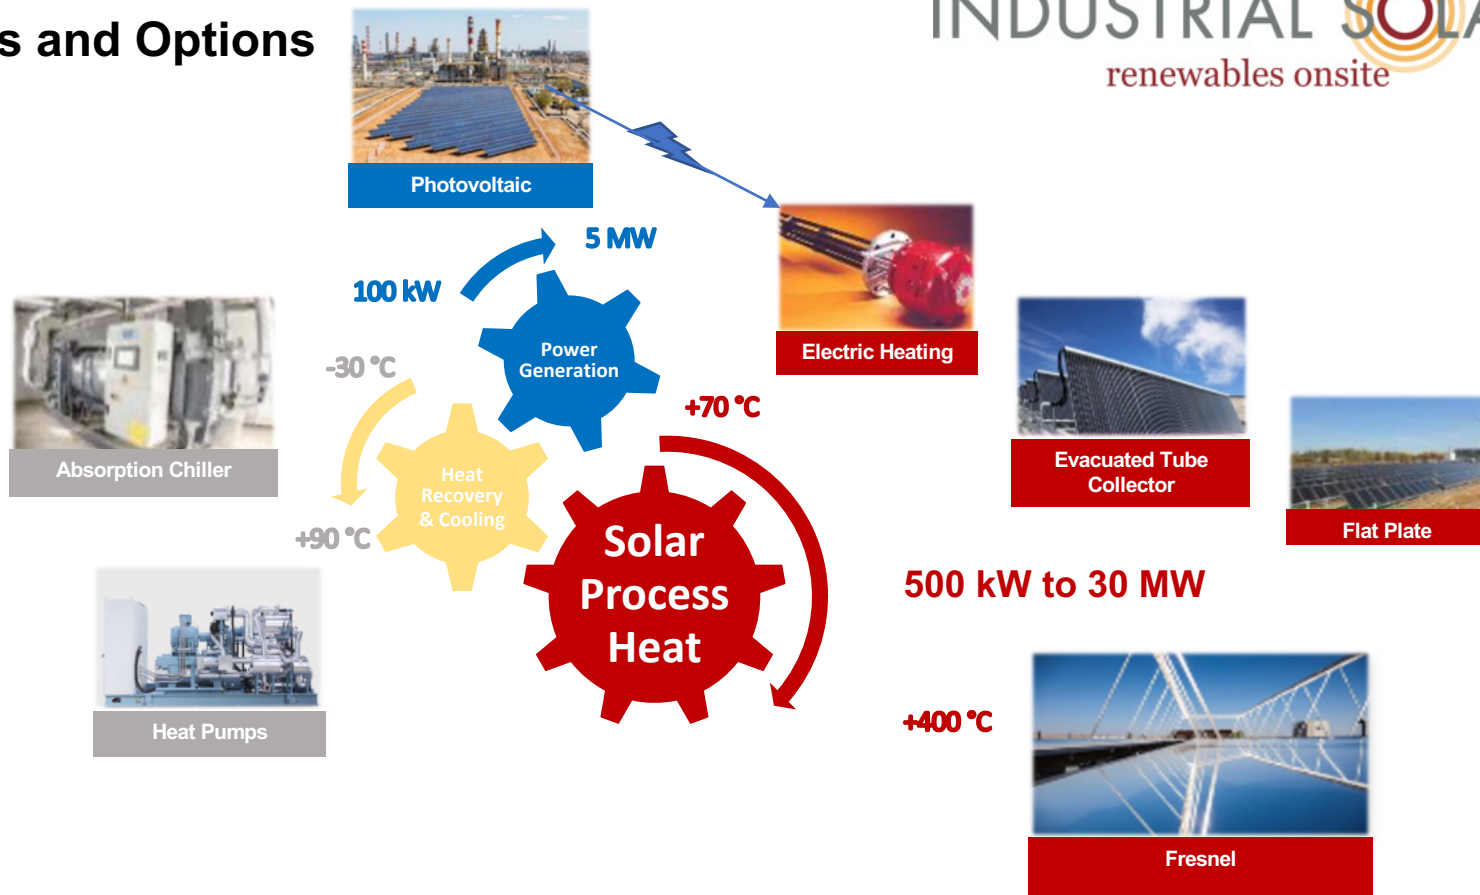 s and Options
INDUSTRIAL SOLA
renewables onsite
Photovoltaic
5 MW
100 kW
Power
Generation
Electric Heating
-30 °C
+70 °C
Absorption Chiller
Heat
Recovery
& Cooling
+90 °C
Evacuated Tube
Collector
Flat Plate
Solar
Process
Heat
500 kW to 30 MW
Heat Pumps
+400 °C
Fresnel